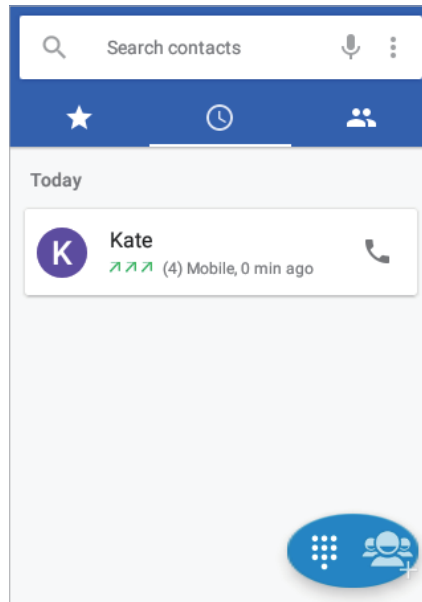 Search contacts
Today
K
Kate
(4) Mobile, 0 min ago